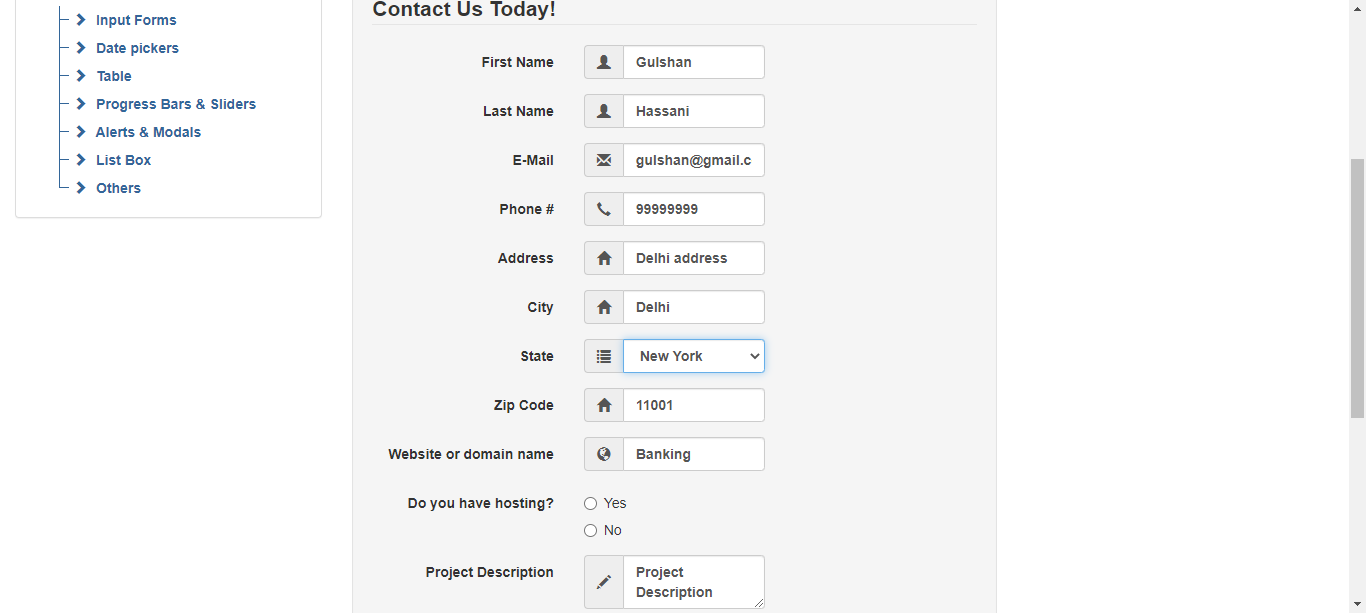 Input Forms
Date pickers
Table
Progress Bars & Sliders
Alerts & Modals
List Box
Others
Contact Us Today!
First Name
Gulshan
Last Name
Hassani
E-Mail
gulshan@gmail.c
Phone #
99999999
Address
Delhi address
City
Delhi
State
New York
Zip Code
11001
Website or domain name
Banking
Do you have hosting?
Yes
No
Project Description
Project
Description